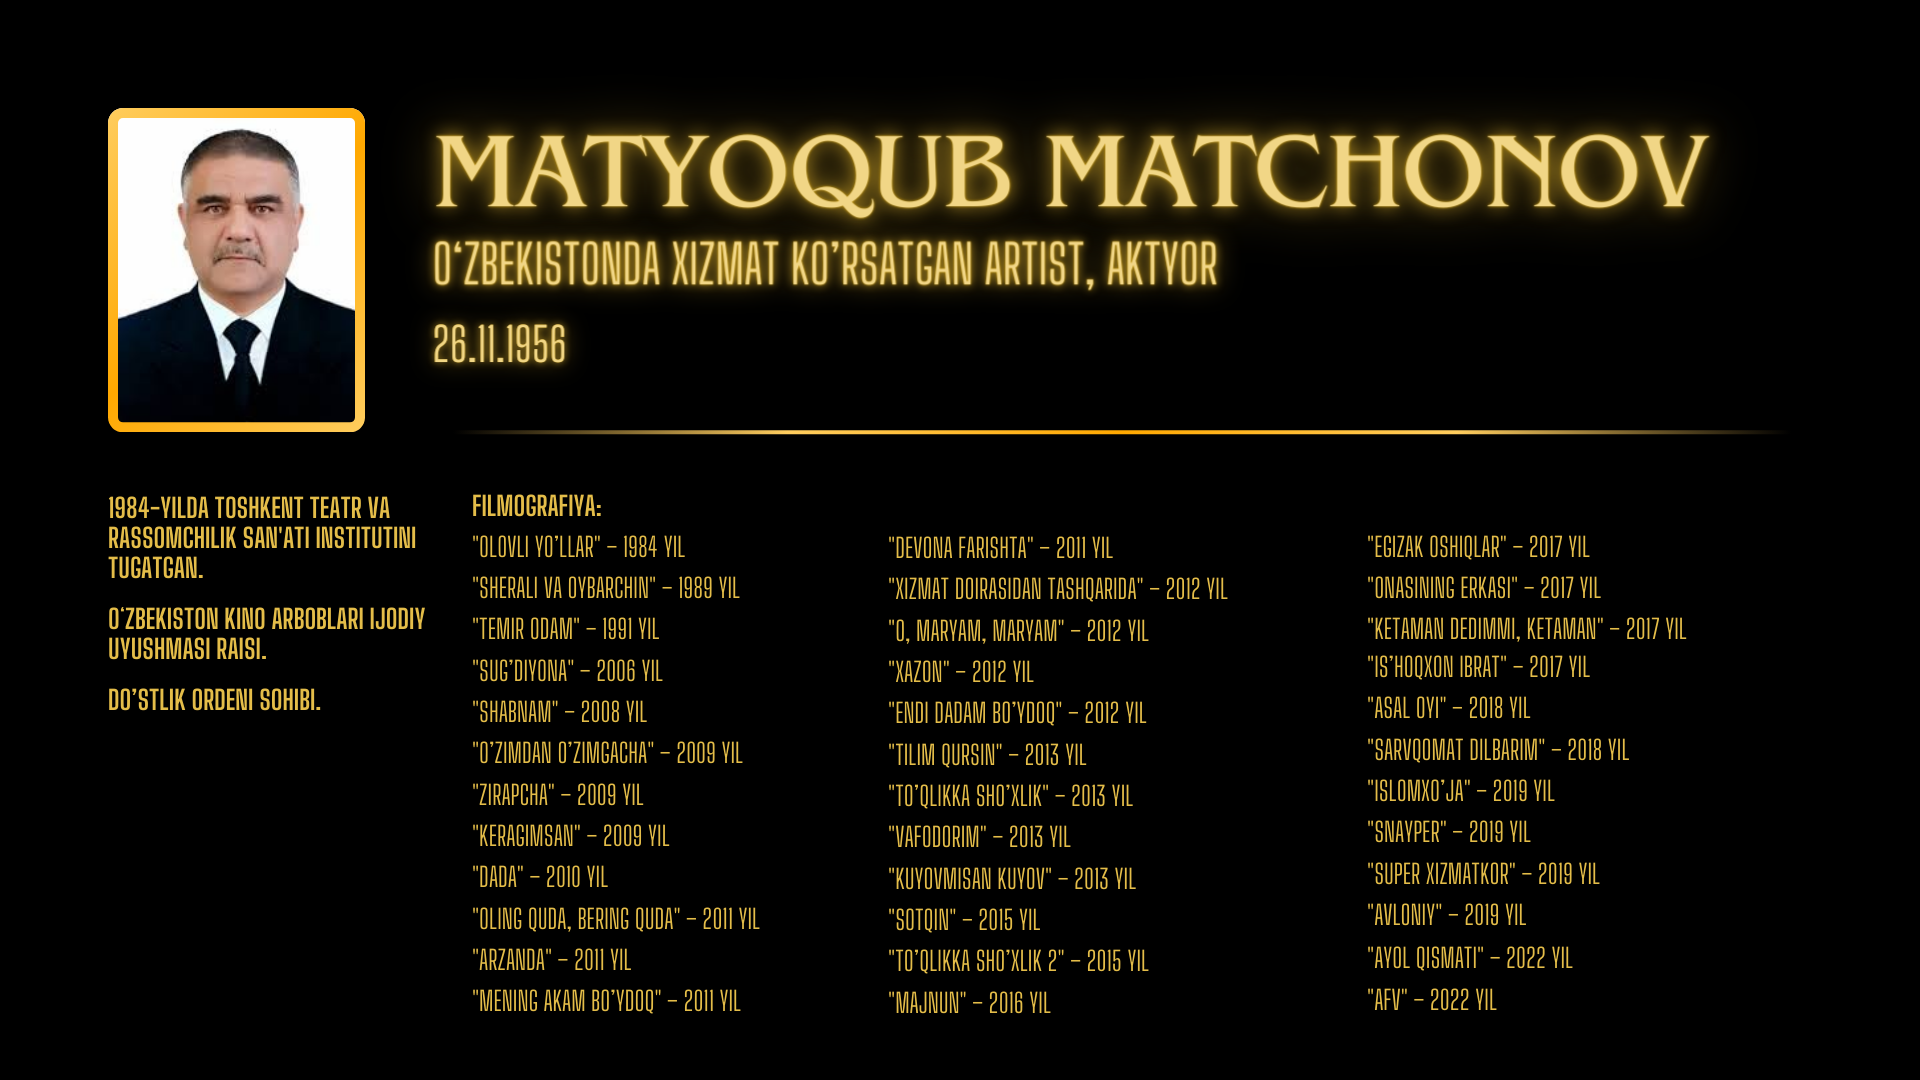 MATYOQUB MATCHONOV
O‘ZBEKISTONDA XIZMAT KO’RSATGAN ARTIST, AKTYOR
26.11.1956
1984-YILDA TOSHKENT TEATR VA
RASSOMCHILIK SAN'ATI INSTITUTINI
TUGATGAN.
O‘ZBEKISTON KINO ARBOBLARI IJODIY
UYUSHMASI RAISI.
DO’STLIK ORDENI SOHIBI.
FILMOGRAFIYA:
"OLOVLI YO’LLAR" – 1984 YIL
"SHERALI VA OYBARCHIN" – 1989 YIL
"TEMIR ODAM" – 1991 YIL
"SUG’DIYONA" – 2006 YIL
"SHABNAM" – 2008 YIL
"O’ZIMDAN O’ZIMGACHA" – 2009 YIL
"ZIRAPCHA" – 2009 YIL
"KERAGIMSAN" – 2009 YIL
"DADA" – 2010 YIL
"OLING QUDA, BERING QUDA" – 2011 YIL
"ARZANDA" – 2011 YIL
"MENING AKAM BO’YDOQ" – 2011 YIL
"DEVONA FARISHTA" – 2011 YIL
"XIZMAT DOIRASIDAN TASHQARIDA" – 2012 YIL
"O, MARYAM, MARYAM" – 2012 YIL
"XAZON" – 2012 YIL
"ENDI DADAM BO’YDOQ" – 2012 YIL
"TILIM QURSIN" – 2013 YIL
"TO’QLIKKA SHO’XLIK" – 2013 YIL
"VAFODORIM" – 2013 YIL
"KUYOVMISAN KUYOV" – 2013 YIL
"SOTQIN" – 2015 YIL
"TO’QLIKKA SHO’XLIK 2" – 2015 YIL
"MAJNUN" – 2016 YIL
"EGIZAK OSHIQLAR" – 2017 YIL
"ONASINING ERKASI" – 2017 YIL
"KETAMAN DEDIMMI, KETAMAN" – 2017 YIL
"IS’HOQXON IBRAT" – 2017 YIL
"ASAL OYI" – 2018 YIL
"SARVQOMAT DILBARIM" – 2018 YIL
"ISLOMXO’JA" – 2019 YIL
"SNAYPER" – 2019 YIL
"SUPER XIZMATKOR" – 2019 YIL
"AVLONIY" – 2019 YIL
"AYOL QISMATI" – 2022 YIL
"AFV" – 2022 YIL